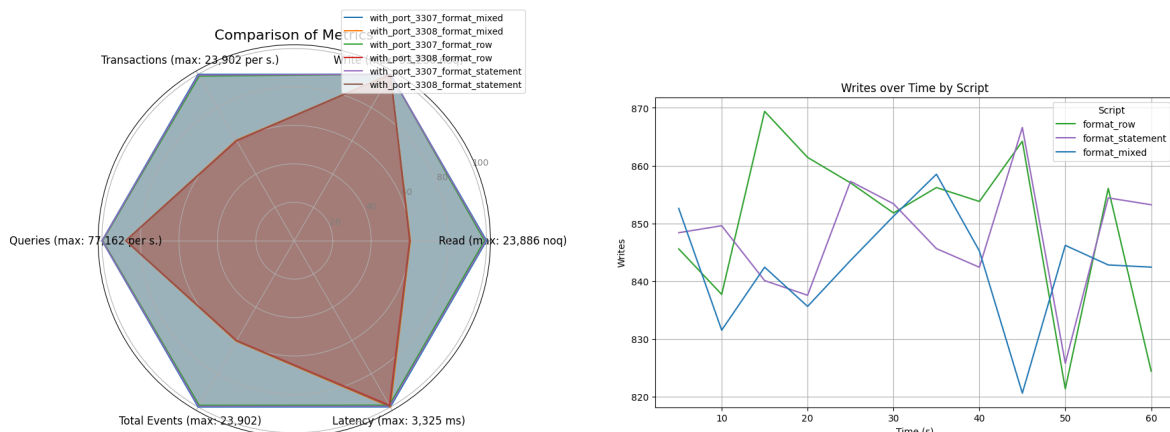 Comparison of Metrics
with_port_3307_format_mixed
with_port_3308_format_mixed
with_port_3307_format_row
with_port_3308_format_row
with_port_3307_format_statement
with_port_3308_format_statement
Transactions (max: 23,902 per s.)
100
80
Queries (max: 77,162 per s.)
Read (max: 23,886 noq)
Total Events (max: 23,902)
Latency (max: 3,325 ms)
Writes over Time by Script
Script
format_row
format_statement
format_mixed
Writes
870
860
850
840
830
820
10
20
30
40
50
60
Time (s)